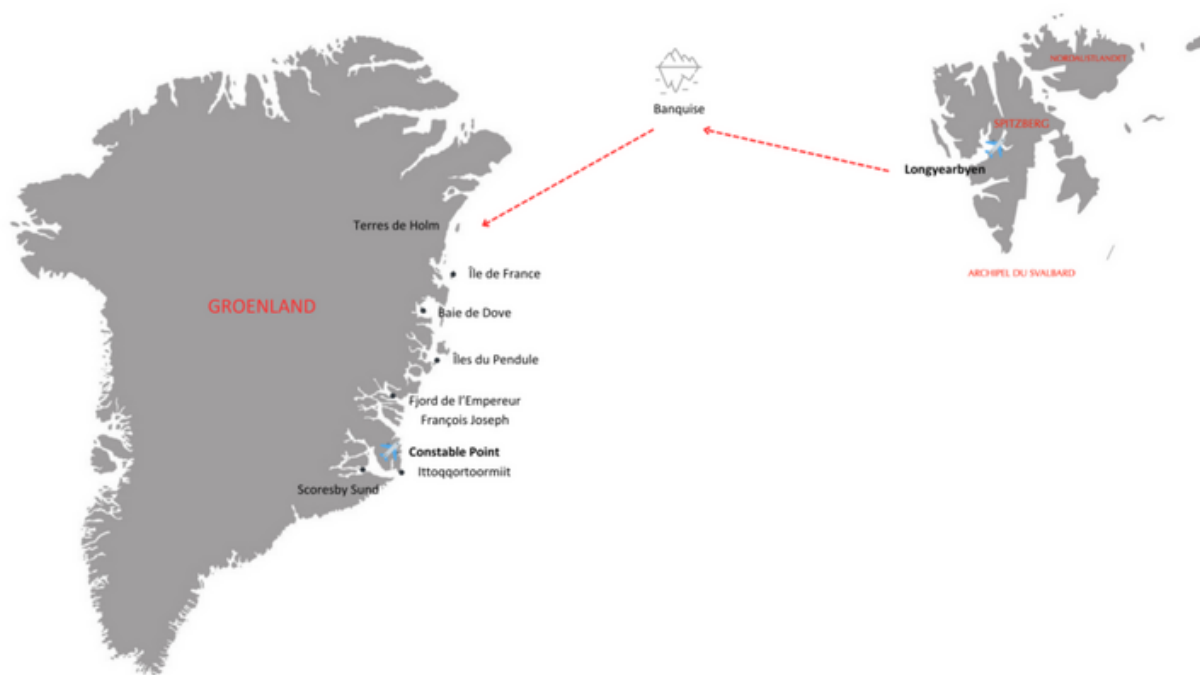 NORDAUSTLANDET
Banquise
SPITZBERG
Longyearbyen
Terres de Holm
ARCHIPEL DU SVALBARD
Île de France
GROENLAND
Baie de Dove
Îles du Pendule
Fjord de l'Empereur
François Joseph
Constable Point
Ittoqqortoormiit
Scoresby Sund